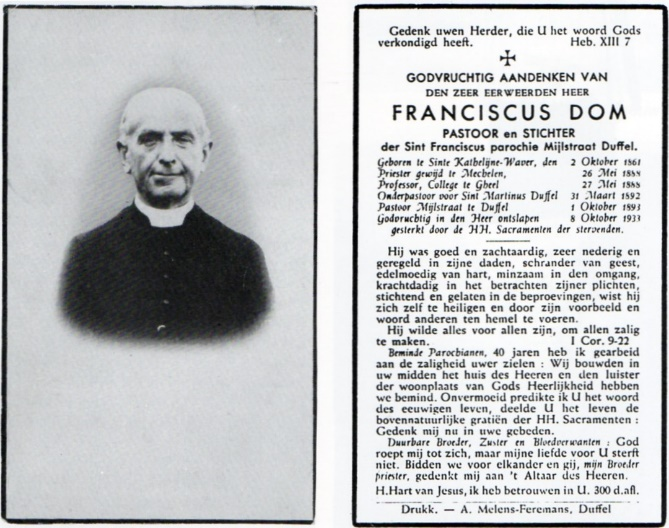 Gedenk uwen Herder, die U het woord Gods
verkondigd heeft. Heb. XIII 7
GODVRUCHTIG AANDENKEN VAN
DEN ZEER EERWEERDEN HEER
FRANCISCUS DOM
PASTOOR en STICHTER
der Sint Franciscus parochie Mijlstraat Duffel.
Geboren te Sinte Kathelijne-Waver, den 2 Oktober 1861
Priester gewijd te Mechelen, 26 Mei 1888
Professor, College te Gheel 27 Mei 1888
Onderpastoor voor Sint Martinus Duffel 31 Maart 1892
Pastoor Mijlstraat te Duffel 1 Oktober 1893
Godvruchtig in den Heer ontslapen 8 Oktober 1933
gesterkt door de HH. Sacramenten der stervenden.
Hij was goed en zachtaardig, zeer nederig en
geregeld in zijne daden, schrander van geest,
edelmoedig van hart, minzaam in den omgang,
krachtdadig in het betrachten zijner plichten,
stichtend en gelaten in de beproevingen, wist hij
zich zelf te heiligen en door zijn voorbeeld en
woord anderen ten hemel te voeren.
Hij wilde alles voor allen zijn, om allen zalig
te maken. I Cor. 9-22
Beminde Parochianen, 40 jaren heb ik gearbeid
aan de zaligheid uwer zielen : Wij bouwden in
uw midden het huis des Heeren en den luister
der woonplaats van Gods Heerlijkheid hebben
we bemind. Onvermoeid predikte ik U het woord
des eeuwigen leven, deelde U het leven de
bovennatuurlijke gratiën der HH. Sacramenten :
Gedenk mij nu in uwe gebeden.
Duurbare Broeder, Zuster en Bloedverwanten : God
roept mij tot zich, maar mijne liefde voor U sterft
niet. Bidden we voor elkander en gij, mijn Broeder
priester, gedenkt mij aan 't Altaar des Heeren.
H. Hart van Jesus, ik heb betrouwen in U. 300 d.afl.
Drukk. — A. Melens-Feremans, Duffel